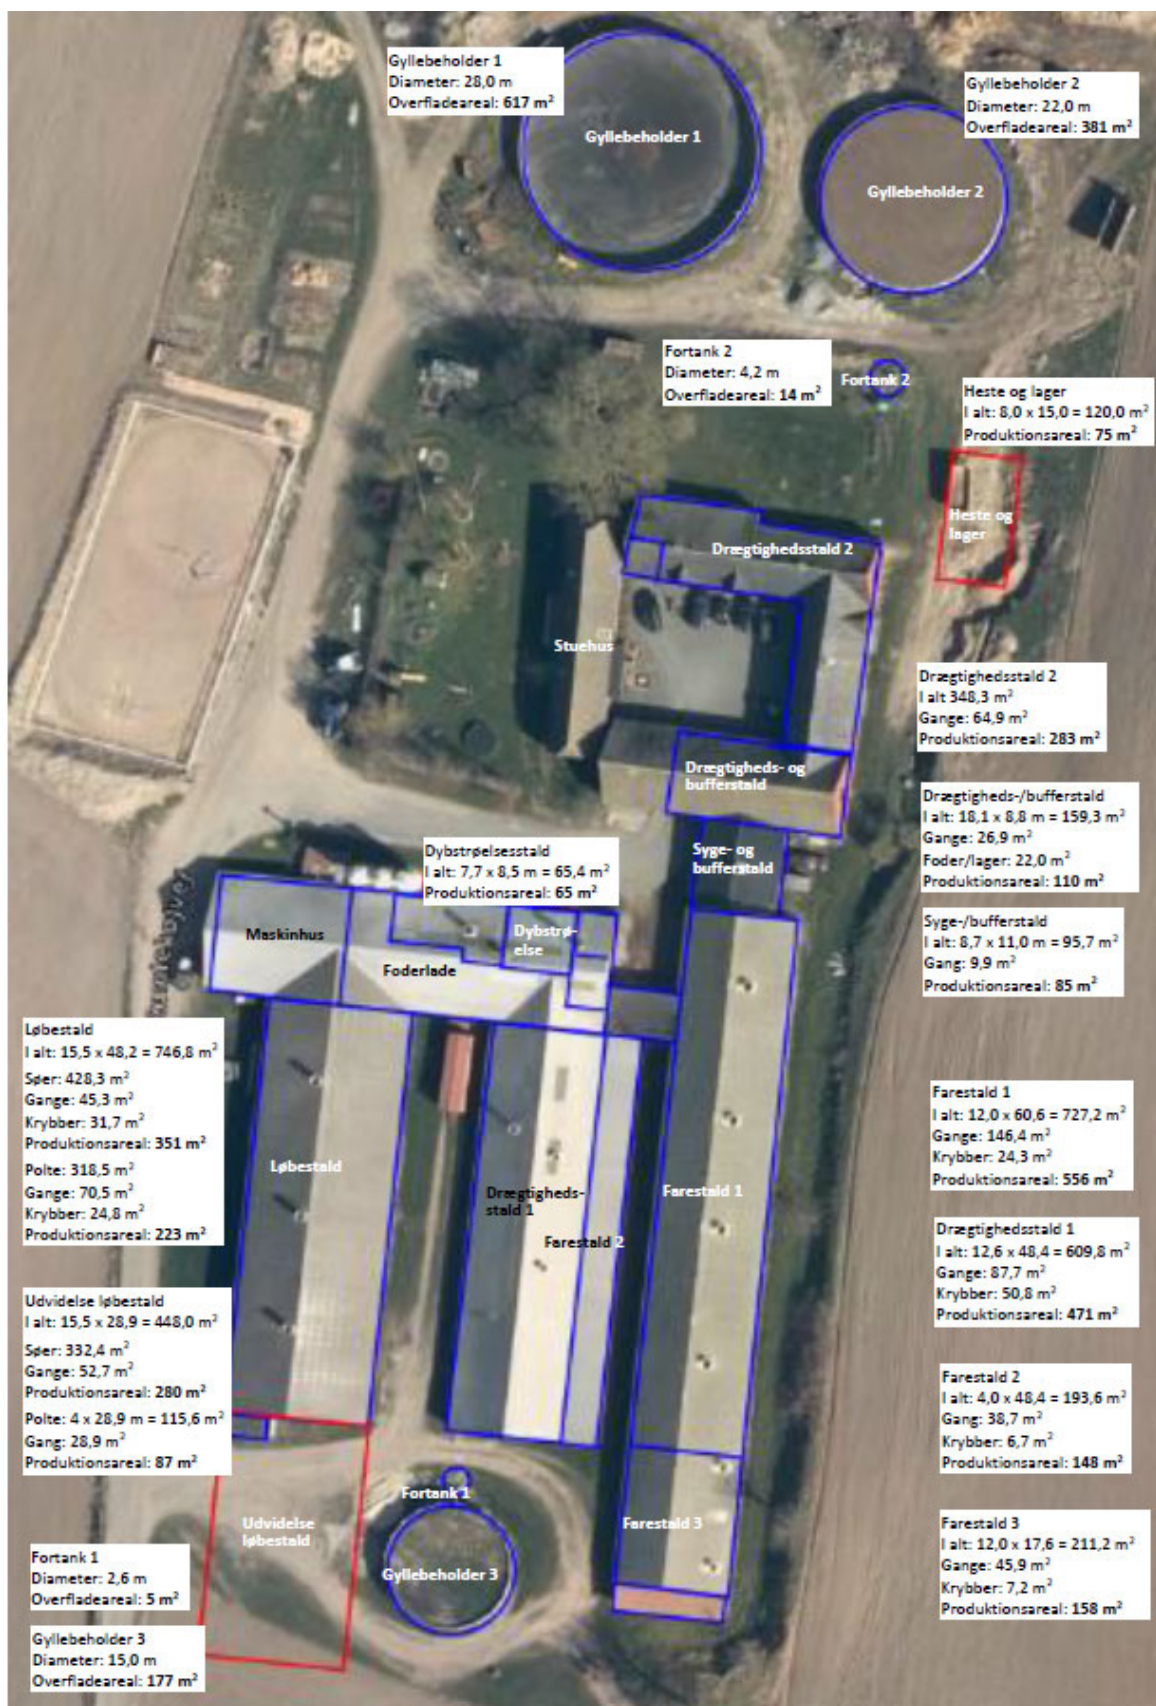 Gyllebeholder 1
Diameter: 28,0 m
Overfladeareal: 617 m²
Gyllebeholder 2
Diameter: 22,0 m
Overfladeareal: 381 m²
Gyllebeholder 1
Gyllebeholder 2
Fortank 2
Diameter: 4,2 m
Overfladeareal: 14 m²
Fortank 2
Heste og lager
I alt: 8,0 x 15,0 = 120,0 m²
Produktionsareal: 75 m²
Heste og
lager
Drægtighedsstald 2
Stuehus
Drægtighedsstald 2
I alt 348,3 m²
Gange: 64,9 m²
Produktionsareal: 283 m²
Drægtigheds- og
bufferstald
Drægtigheds-/bufferstald
I alt: 18,1 x 8,8 m = 159,3 m²
Gange: 26,9 m²
Foder/lager: 22,0 m²
Produktionsareal: 110 m²
Dybstrøelsesstald
I alt: 7,7 x 8,5 m = 65,4 m²
Produktionsareal: 65 m²
Syge- og
bufferstald
Syge-/bufferstald
I alt: 8,7 x 11,0 m = 95,7 m²
Gang: 9,9 m²
Produktionsareal: 85 m²
Maskinhus
Dybstrø-
else
Foderlade
Løbestald
I alt: 15,5 x 48,2 = 746,8 m²
Søer: 428,3 m²
Gange: 45,3 m²
Krybber: 31,7 m²
Produktionsareal: 351 m²
Polte: 318,5 m²
Gange: 70,5 m²
Krybber: 24,8 m²
Produktionsareal: 223 m²
Løbestald
Drægtigheds-
stald 1
Farestald 2
Farestald 1
Farestald 1
I alt: 12,0 x 60,6 = 727,2 m²
Gange: 146,4 m²
Krybber: 24,3 m²
Produktionsareal: 556 m²
Drægtighedsstald 1
I alt: 12,6 x 48,4 = 609,8 m²
Gange: 87,7 m²
Krybber: 50,8 m²
Produktionsareal: 471 m²
Udvidelse løbestald
I alt: 15,5 x 28,9 = 448,0 m²
Søer: 332,4 m²
Gange: 52,7 m²
Produktionsareal: 280 m²
Polte: 4 x 28,9 m = 115,6 m²
Gang: 28,9 m²
Produktionsareal: 87 m²
Farestald 2
I alt: 4,0 x 48,4 = 193,6 m²
Gang: 38,7 m²
Krybber: 6,7 m²
Produktionsareal: 148 m²
Fortank 1
Udvidelse
løbestald
Farestald 3
Gyllebeholder 3
Farestald 3
I alt: 12,0 x 17,6 = 211,2 m²
Gange: 45,9 m²
Krybber: 7,2 m²
Produktionsareal: 158 m²
Fortank 1
Diameter: 2,6 m
Overfladeareal: 5 m²
Gyllebeholder 3
Diameter: 15,0 m
Overfladeareal: 177 m²